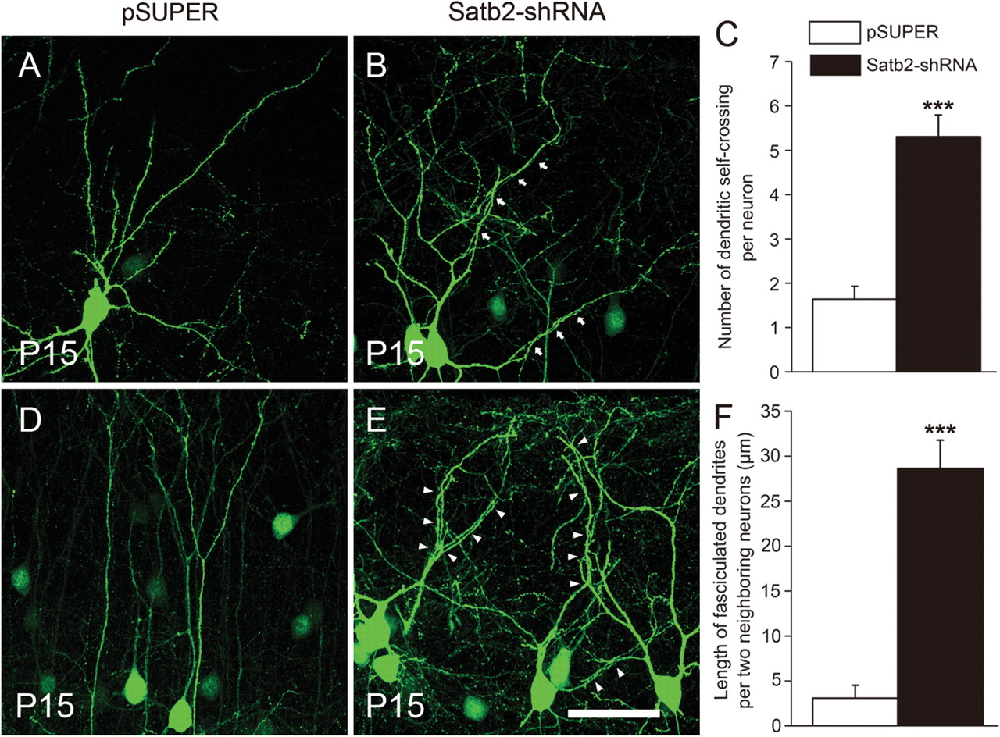 pSUPER
Satb2-shRNA
A
P15
B
P15
C
pSUPER
Satb2-shRNA
Number of dendritic self-crossing
per neuron
7
6
5
4
3
2
1
0
***
D
P15
E
P15
F
Length of fasciculated dendrites
per two neighboring neurons (µm)
35
30
25
20
15
10
5
0
***